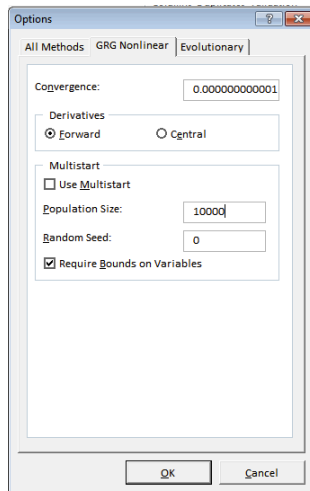 Options
All Methods GRG Nonlinear Evolutionary
Convergence: 0.000000000001
Derivatives
Forward Central
Multistart
Use Multistart
Population Size: 10000
Random Seed: 0
Require Bounds on Variables
OK Cancel